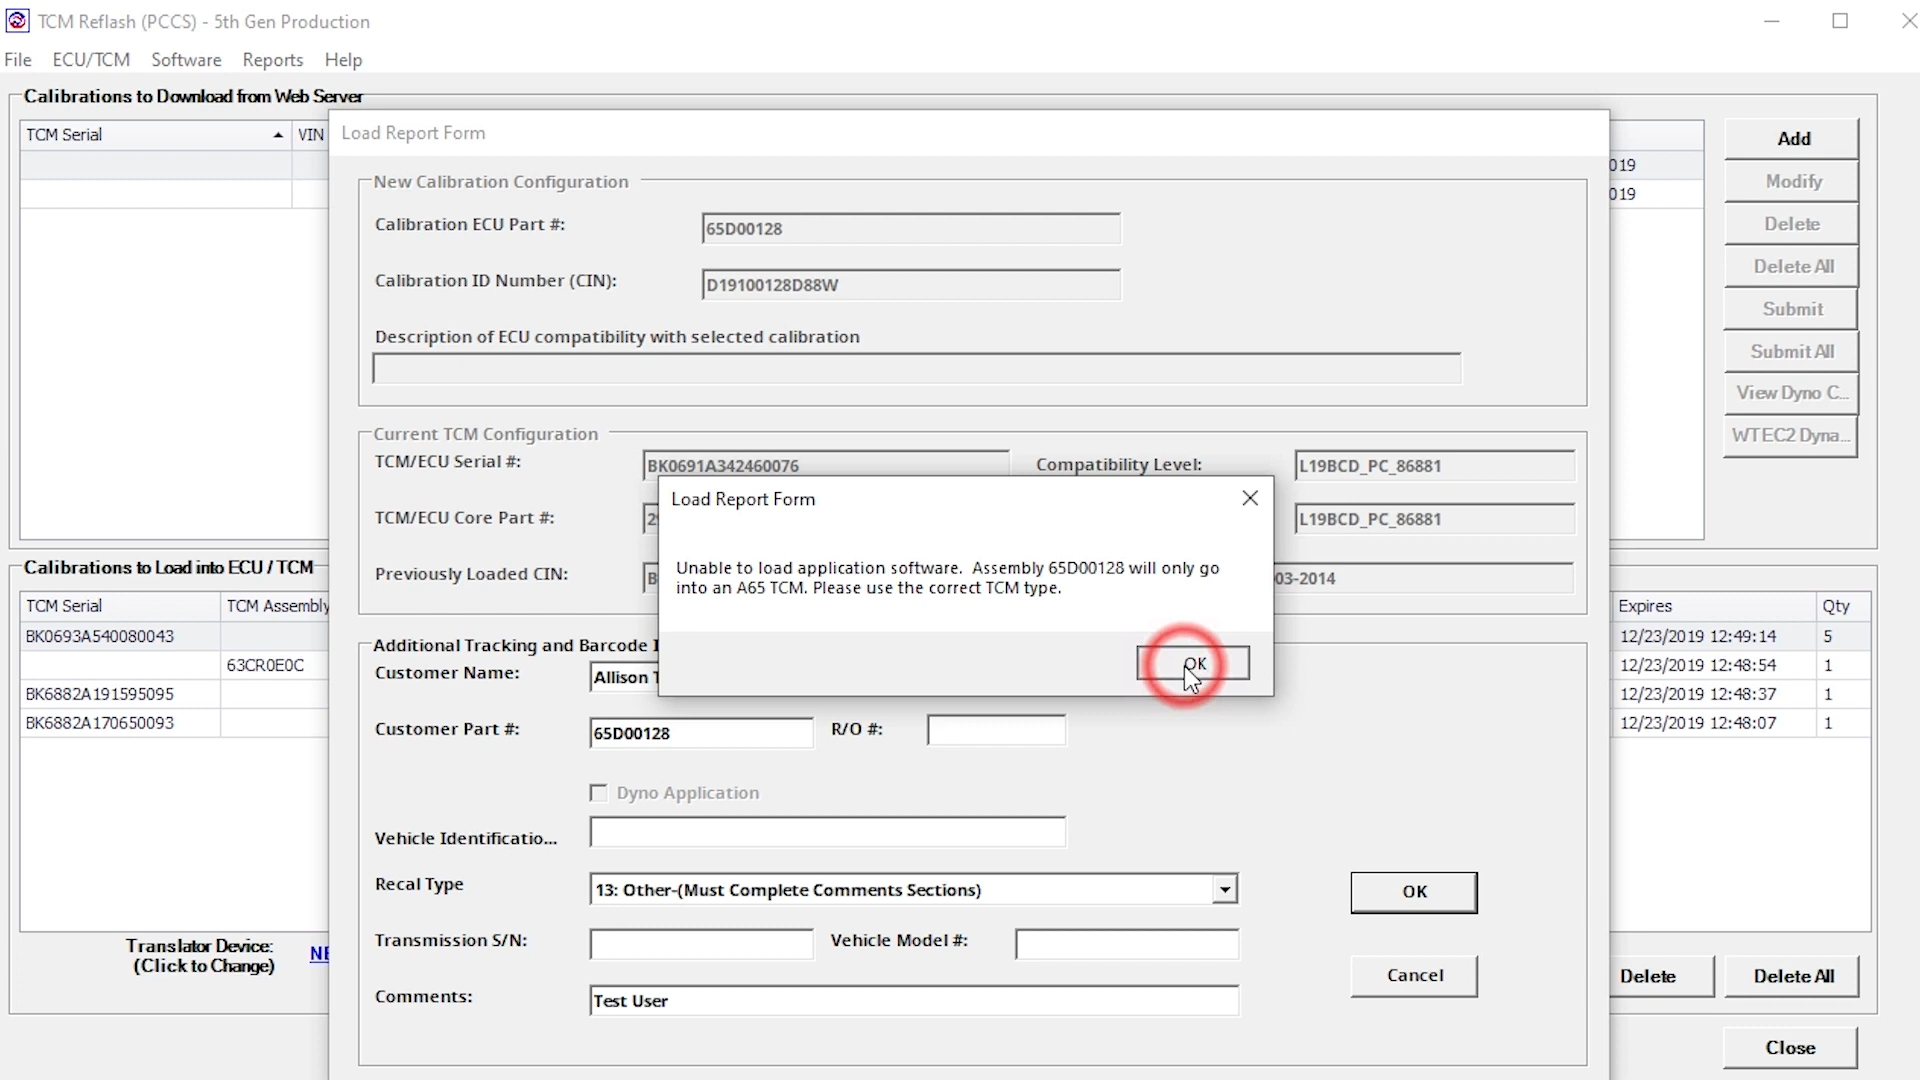 TCM Reflash (PCCS) - 5th Gen Production
File ECU/TCM Software Reports Help
Calibrations to Download from Web Server
TCM Serial VIN
Load Report Form
Add
019
New Calibration Configuration
Modify
019
Calibration ECU Part #: 65D00128
Delete
Delete All
Calibration ID Number (CIN): D19100128D88W
Submit
Description of ECU compatibility with selected calibration
Submit All
View Dyno C...
Current TCM Configuration
WTEC2 Dyna...
TCM/ECU Serial #: BK0691A342460076 Compatibility Level: L19BCD_PC_86881
Load Report Form
TCM/ECU Core Part #: L19BCD_PC_86881
Calibrations to Load into ECU / TCM
Previously Loaded CIN: 03-2014
Unable to load application software. Assembly 65D00128 will only go
into an A65 TCM. Please use the correct TCM type.
OK
TCM Serial TCM Assembly Expires Qty
BK0693A540080043 12/23/2019 12:49:14 5
63CR0E0C 12/23/2019 12:48:54 1
BK6882A191595095 12/23/2019 12:48:37 1
BK6882A170650093 12/23/2019 12:48:07 1
Additional Tracking and Barcode
Customer Name: Allison
Customer Part #: 65D00128 R/O #:
Dyno Application
Vehicle Identificatio...
Recal Type 13: Other-(Must Complete Comments Sections) OK
Transmission S/N: Vehicle Model #:
Translator Device:
(Click to Change)
Cancel
Delete Delete All
Comments: Test User
Close